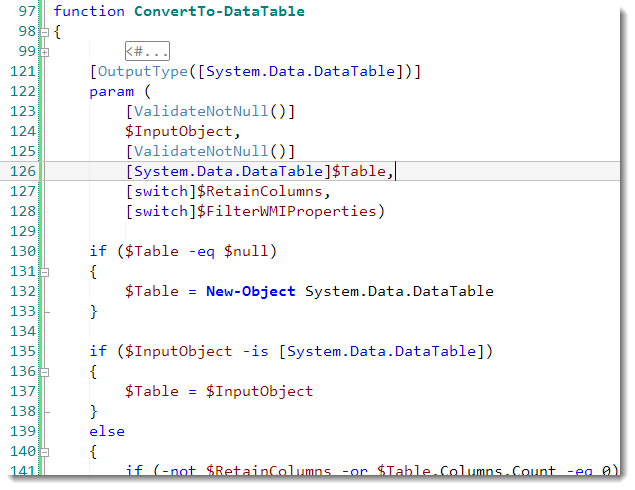 97 function ConvertTo-DataTable
98 {
99 <#...
121 [OutputType([System.Data.DataTable])]
122 param (
123 [ValidateNotNull()]
124 $InputObject,
125 [ValidateNotNull()]
126 [System.Data.DataTable]$Table,
127 [switch]$RetainColumns,
128 [switch]$FilterWMIProperties)
129
130 if ($Table -eq $null)
131 {
132 $Table = New-Object System.Data.DataTable
133 }
134
135 if ($InputObject -is [System.Data.DataTable])
136 {
137 $Table = $InputObject
138 }
139 else
140 {
141 if (-not $RetainColumns -or $Table.Columns.Count -eq 0)